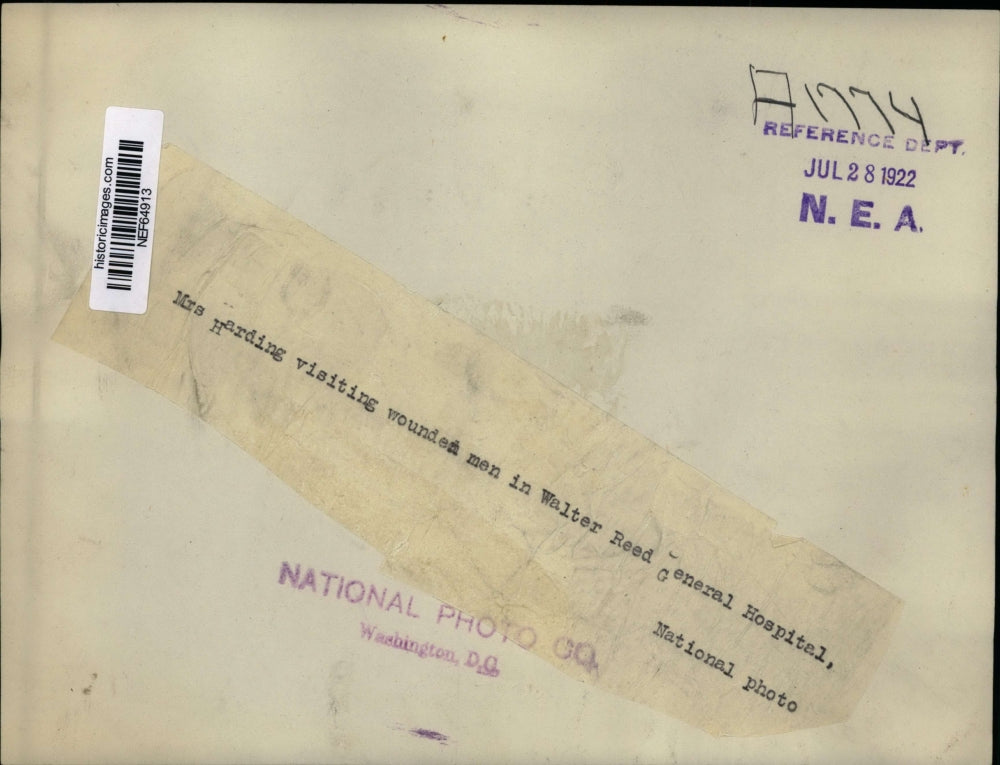 A1774
REFERENCE DEPT.
JUL 28 1922
N. E. A.
historicimages.com
NEF64913
Mrs Harding visiting wounded men in Walter Reed General Hospital,
National photo
NATIONAL PHOTO CO.
Washington, D.C.